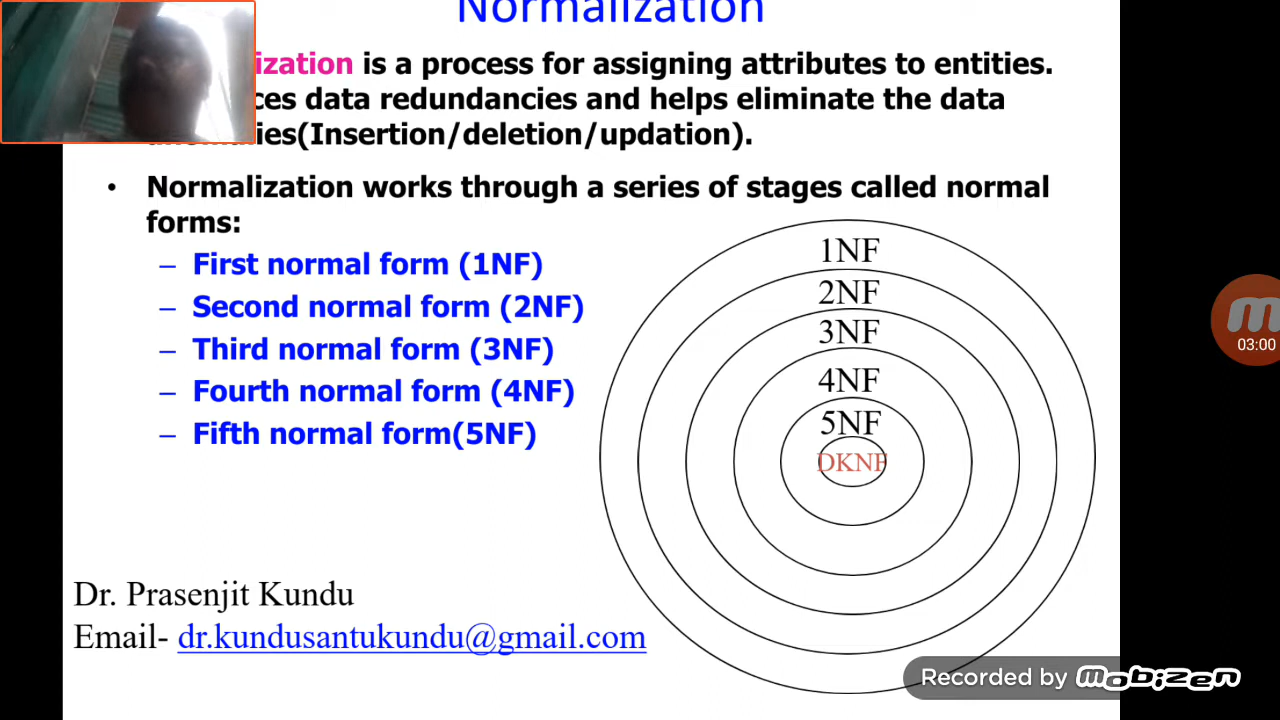 Normalization
ization is a process for assigning attributes to entities.
ces data redundancies and helps eliminate the data
ies(Insertion/deletion/updation).
• Normalization works through a series of stages called normal
forms:
– First normal form (1NF)
– Second normal form (2NF)
– Third normal form (3NF)
– Fourth normal form (4NF)
– Fifth normal form(5NF)
1NF
2NF
3NF
4NF
5NF
DKNF
Dr. Prasenjit Kundu
Email- dr.kundusantukundu@gmail.com
03:00
Recorded by mobizen